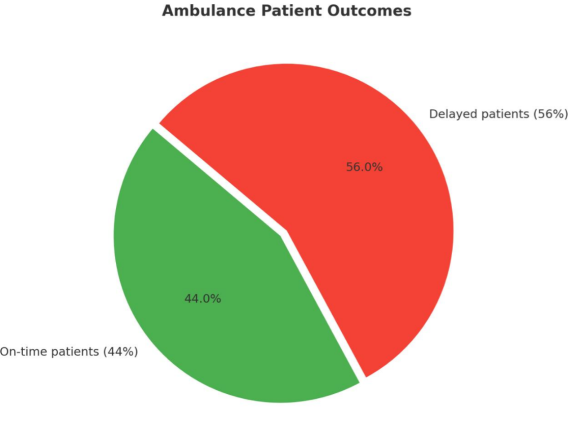 Ambulance Patient Outcomes
Delayed patients (56%)
56.0%
44.0%
On-time patients (44%)